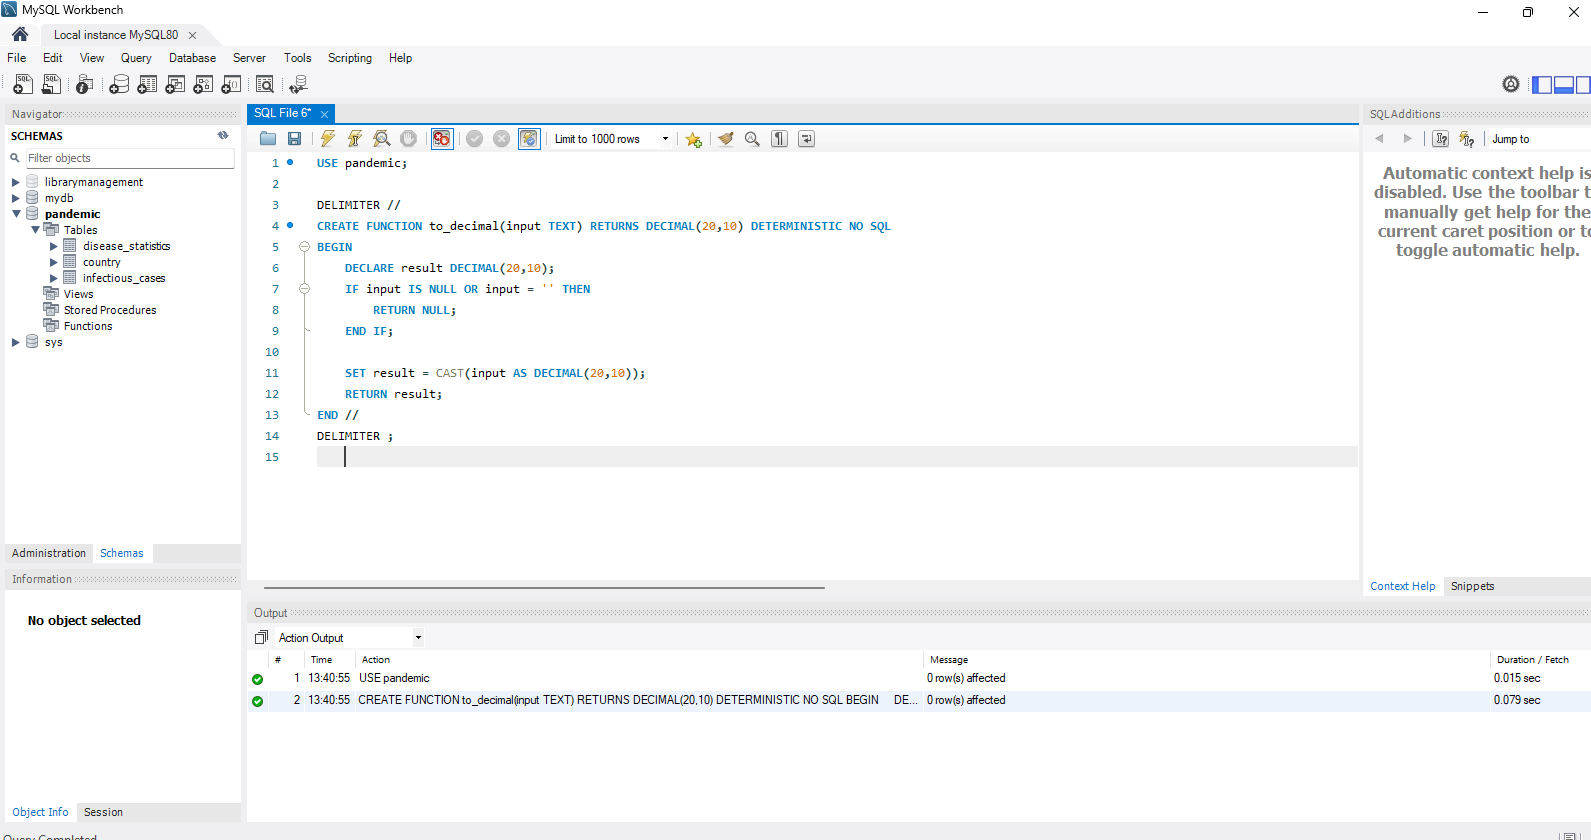 MySQL Workbench
Local instance MySQL80
File Edit View Query Database Server Tools Scripting Help
Navigator
SCHEMAS
Filter objects
librarymanagement
mydb
pandemic
Tables
disease_statistics
country
infectious_cases
Views
Stored Procedures
Functions
sys
Administration Schemas
Information
No object selected
Object Info Session
SQL File 6*
Limit to 1000 rows
1 USE pandemic;
2
3 DELIMITER //
4 CREATE FUNCTION to_decimal(input TEXT) RETURNS DECIMAL(20,10) DETERMINISTIC NO SQL
5 BEGIN
6 DECLARE result DECIMAL(20,10);
7 IF input IS NULL OR input = '' THEN
8 RETURN NULL;
9 END IF;
10
11 SET result = CAST(input AS DECIMAL(20,10));
12 RETURN result;
13 END //
14 DELIMITER ;
15
SQLAdditions
Jump to
Automatic context help is
disabled. Use the toolbar t
manually get help for the
current caret position or to
toggle automatic help.
Context Help Snippets
Output
Action Output
# Time Action Message Duration / Fetch
1 13:40:55 USE pandemic 0 row(s) affected 0.015 sec
2 13:40:55 CREATE FUNCTION to_decimal(input TEXT) RETURNS DECIMAL(20,10) DETERMINISTIC NO SQL BEGIN DE... 0 row(s) affected 0.079 sec
Query Completed